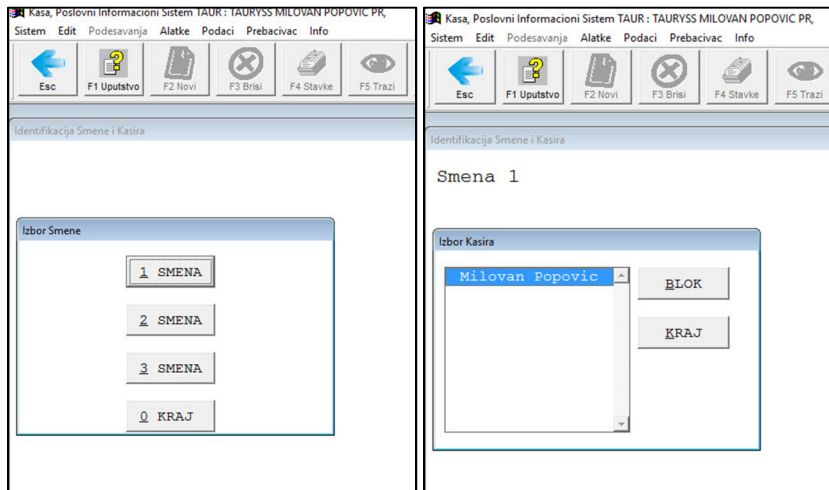 Kasa, Poslovni Informacioni Sistem TAUR : TAURYSS MILOVAN POPOVIC PR,
Sistem Edit Podesavanja Alatke Podaci Prebacivac Info
Esc F1 Uputstvo F2 Novi F3 Brisi F4 Stavke F5 Trazi
Identifikacija Smene i Kasira
Izbor Smene
1 SMENA
2 SMENA
3 SMENA
0 KRAJ
Kasa, Poslovni Informacioni Sistem TAUR : TAURYSS MILOVAN POPOVIC PR,
Sistem Edit Podesavanja Alatke Podaci Prebacivac Info
Esc F1 Uputstvo F2 Novi F3 Brisi F4 Stavke F5 Trazi
Identifikacija Smene i Kasira
Smena 1
Izbor Kasira
Milovan Popovic
BLOK
KRAJ